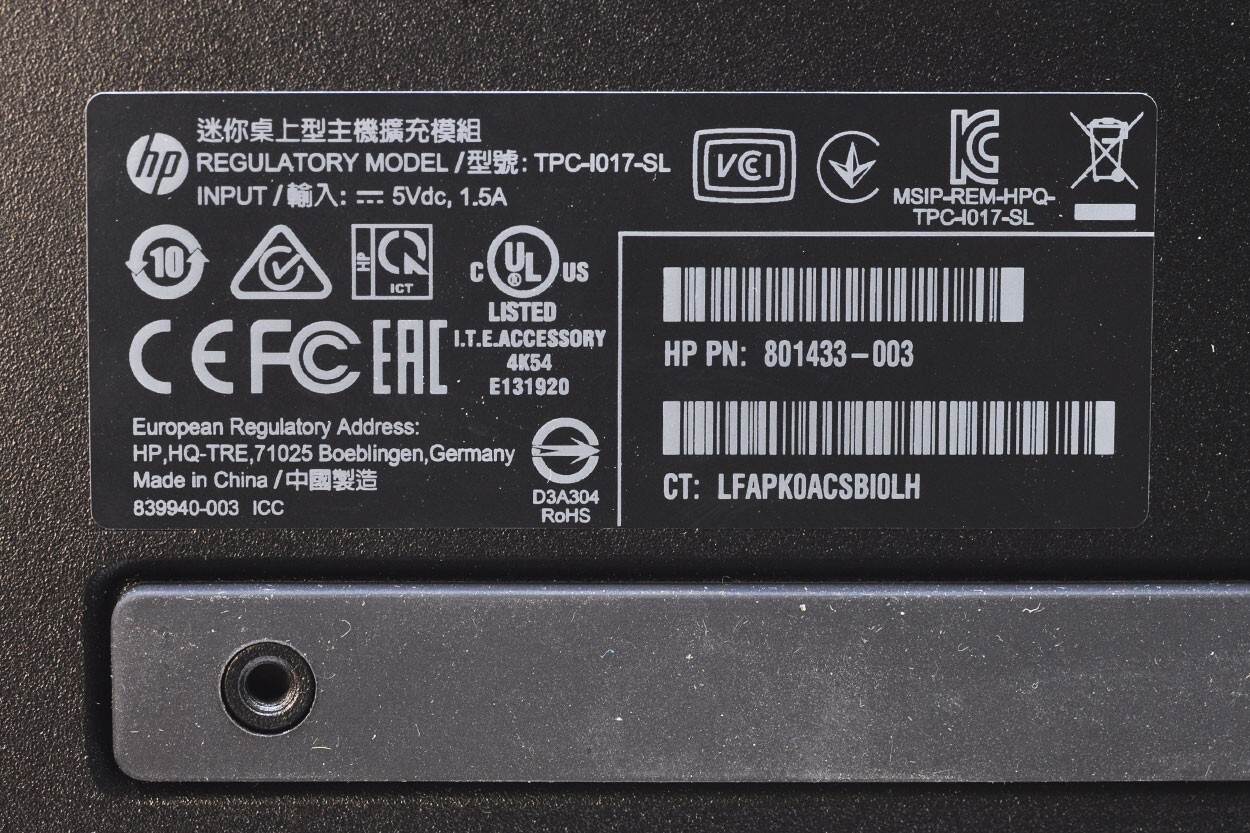 hp
迷你桌上型主機擴充模組
REGULATORY MODEL / 型號: TPC-I017-SL
INPUT / 輸入: ⎓ 5Vdc, 1.5A
VCCI
MSIP-REM-HPQ-
TPC-I017-SL
10
HP
ICT
C UL ® US
LISTED
I.T.E.ACCESSORY
4K54
E131920
CE FC EAC
European Regulatory Address:
HP,HQ-TRE,71025 Boeblingen,Germany
Made in China / 中國製造
839940-003 ICC
D3A304
RoHS
HP PN: 801433-003
CT: LFAPK0ACSBI0LH